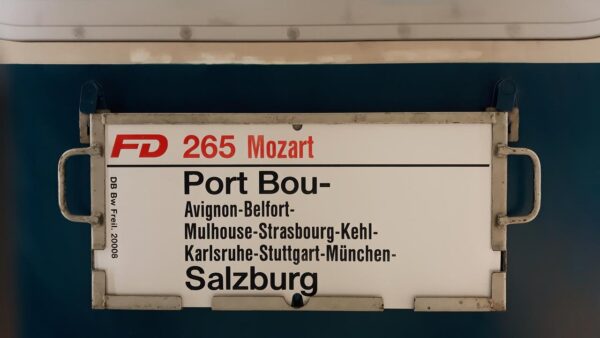 FD 265 Mozart
Port Bou-
Avignon-Belfort-
Mulhouse-Strasbourg-Kehl-
Karlsruhe-Stuttgart-München-
Salzburg
DB Bw Freil. 20008